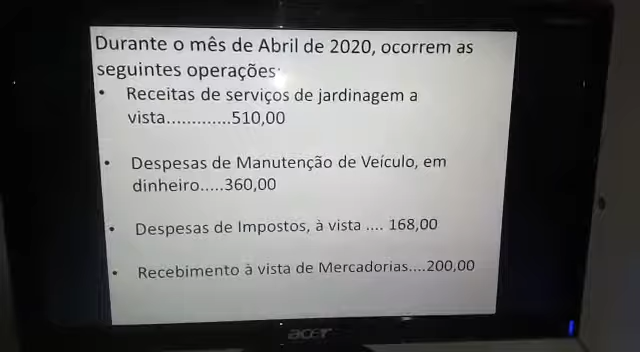 Durante o mês de Abril de 2020, ocorrem as
seguintes operações:
• Receitas de serviços de jardinagem a
vista.............510,00
• Despesas de Manutenção de Veículo, em
dinheiro.....360,00
• Despesas de Impostos, à vista .... 168,00
• Recebimento à vista de Mercadorias....200,00
acer